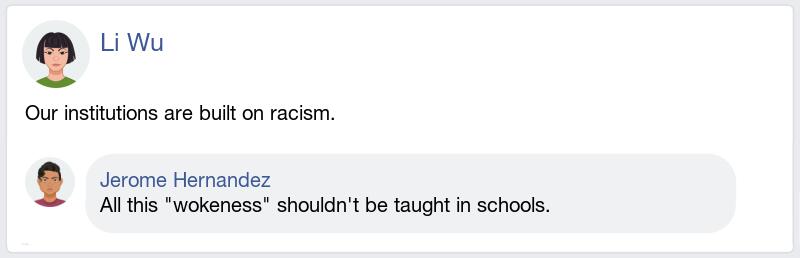 Li Wu
Our institutions are built on racism.
Jerome Hernandez
All this "wokeness" shouldn't be taught in schools.